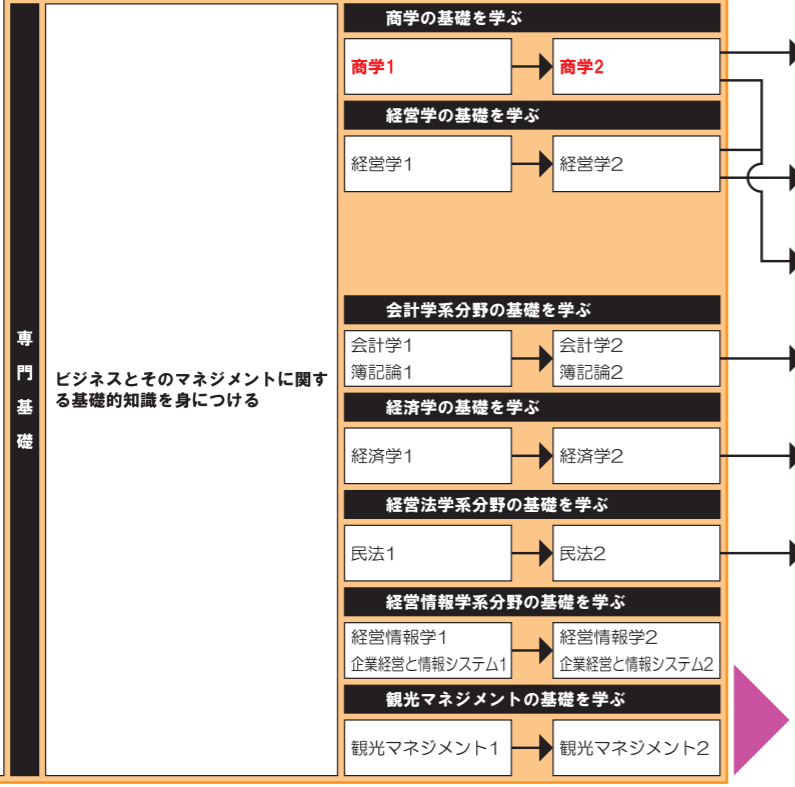 専門基礎
ビジネスとそのマネジメントに関す
る基礎的知識を身につける
商学の基礎を学ぶ
商学1
商学2
経営学の基礎を学ぶ
経営学1
経営学2
会計学系分野の基礎を学ぶ
会計学1
簿記論1
会計学2
簿記論2
経済学の基礎を学ぶ
経済学1
経済学2
経営法学系分野の基礎を学ぶ
民法1
民法2
経営情報学系分野の基礎を学ぶ
経営情報学1
企業経営と情報システム1
経営情報学2
企業経営と情報システム2
観光マネジメントの基礎を学ぶ
観光マネジメント1
観光マネジメント2